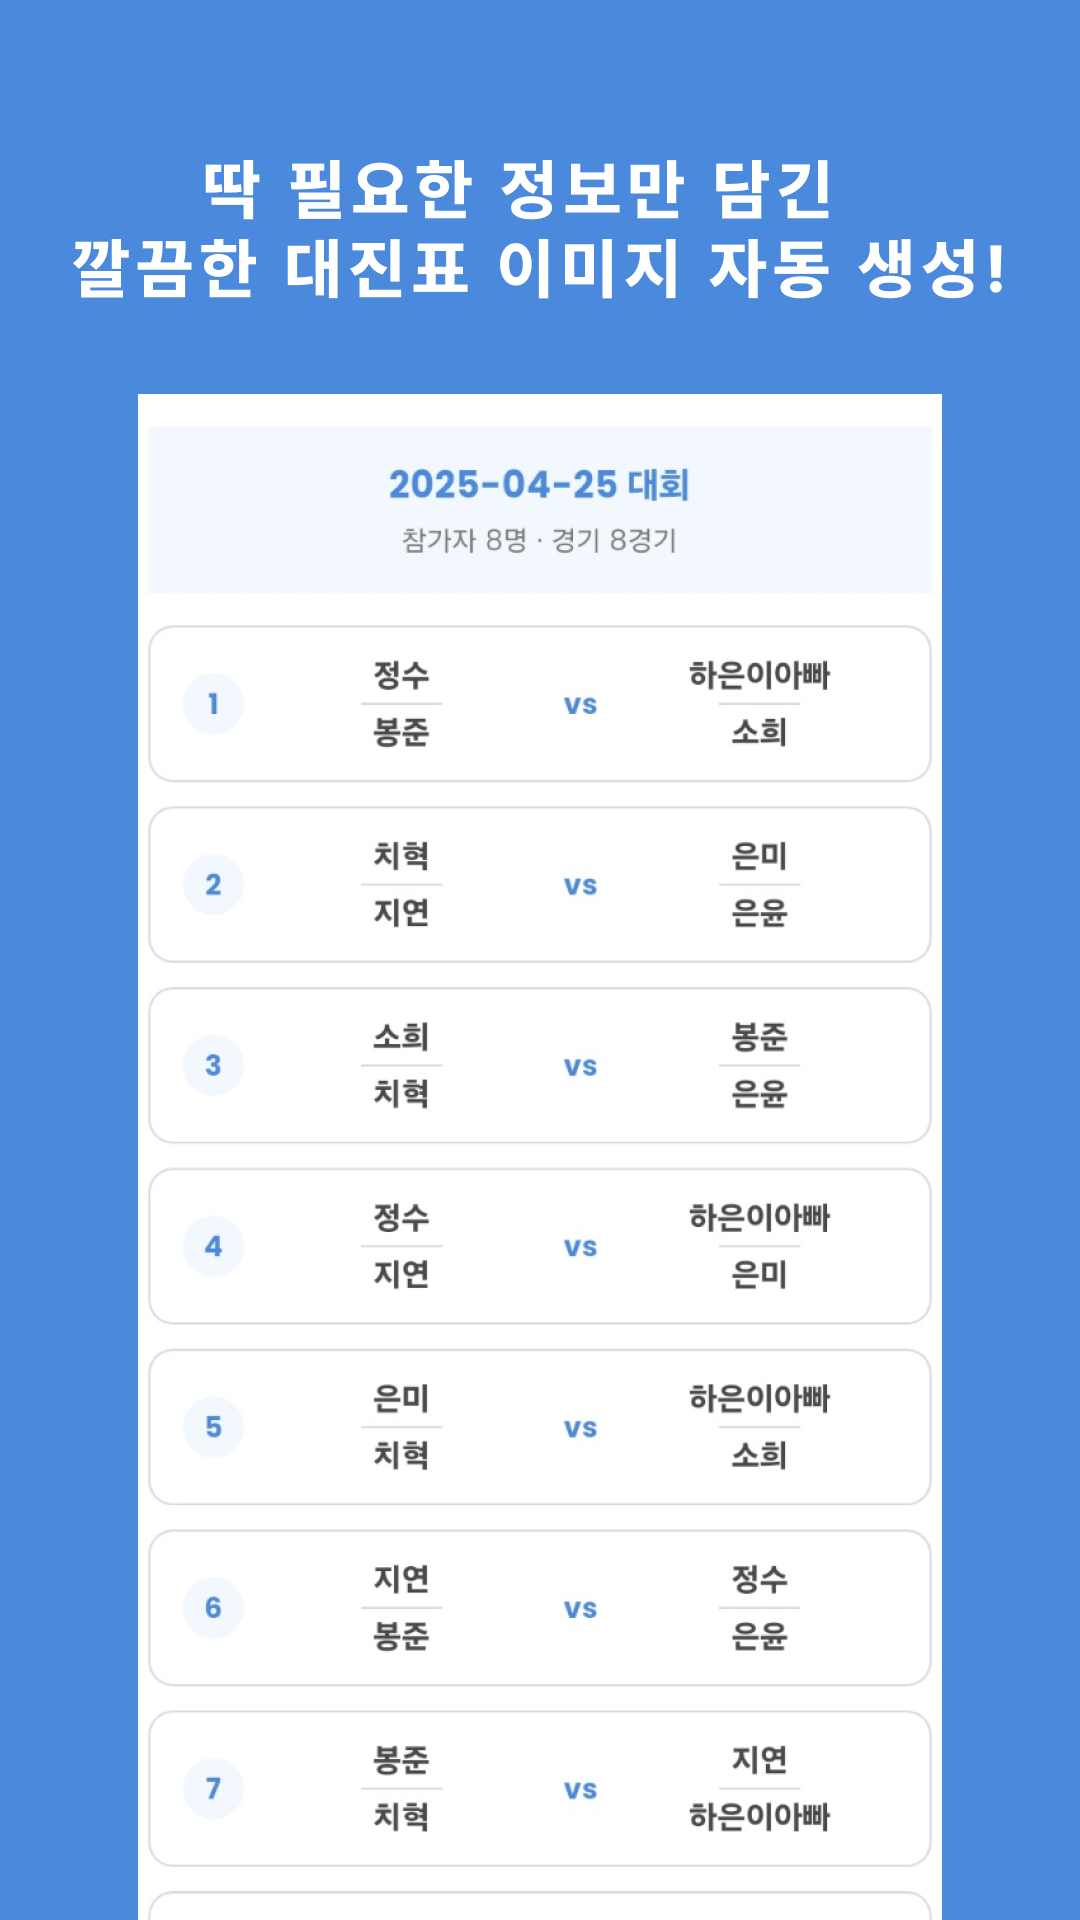 딱 필요한 정보만 담긴
깔끔한 대진표 이미지 자동 생성!
2025-04-25 대회
참가자 8명 · 경기 8경기
1
정수
봉준
vs
하은이아빠
소희
2
치혁
지연
vs
은미
은윤
3
소희
치혁
vs
봉준
은윤
4
정수
지연
vs
하은이아빠
은미
5
은미
치혁
vs
하은이아빠
소희
6
지연
봉준
vs
정수
은윤
7
봉준
치혁
vs
지연
하은이아빠